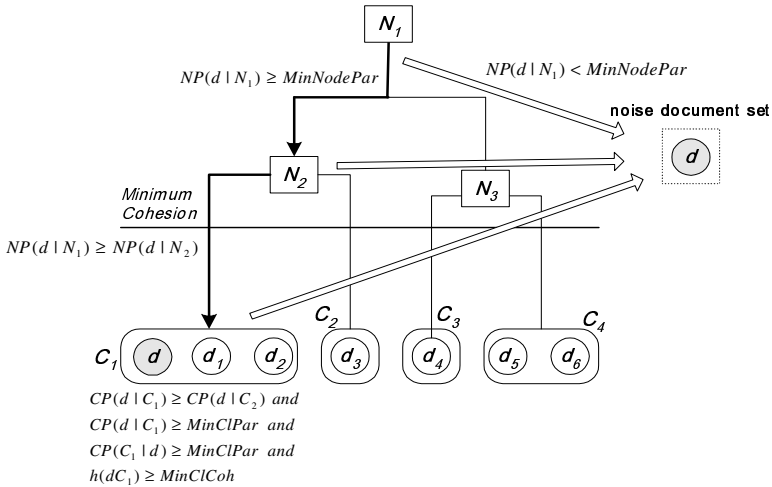 N1
NP(d | N1) ≥ MinNodePar
NP(d | N1) < MinNodePar
noise document set
d
N2
N3
Minimum
Cohesion
NP(d | N1) ≥ NP(d | N2)
C1
d
d1
d2
C2
d3
C3
d4
C4
d5
d6
CP(d | C1) ≥ CP(d | C2) and
CP(d | C1) ≥ MinClPar and
CP(C1 | d) ≥ MinClPar and
h(dC1) ≥ MinClCoh